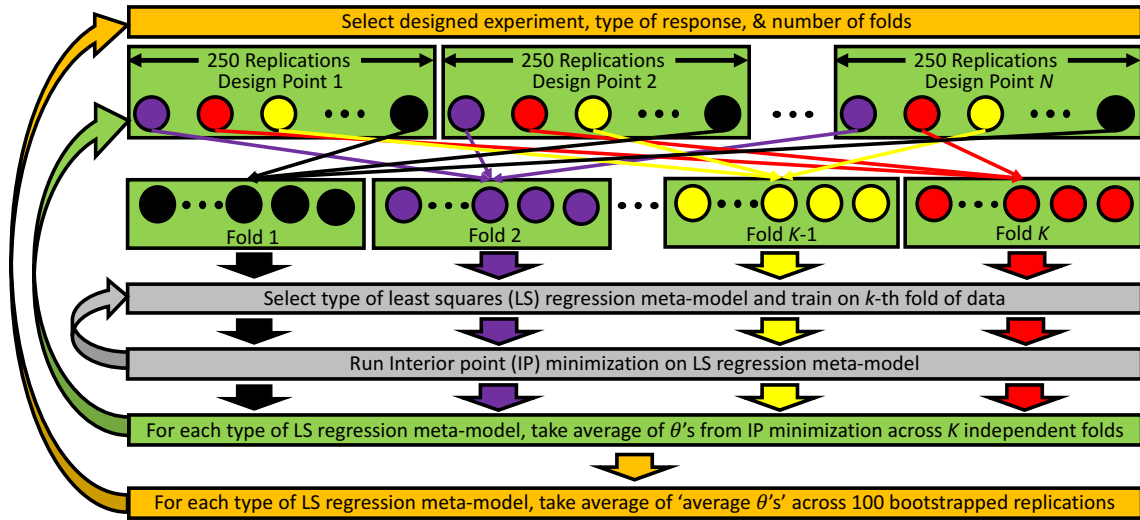 Select designed experiment, type of response, & number of folds
250 Replications
Design Point 1
250 Replications
Design Point 2
250 Replications
Design Point N
Fold 1
Fold 2
Fold K-1
Fold K
Select type of least squares (LS) regression meta-model and train on k-th fold of data
Run Interior point (IP) minimization on LS regression meta-model
For each type of LS regression meta-model, take average of θ's from IP minimization across K independent folds
For each type of LS regression meta-model, take average of ‘average θ's’ across 100 bootstrapped replications